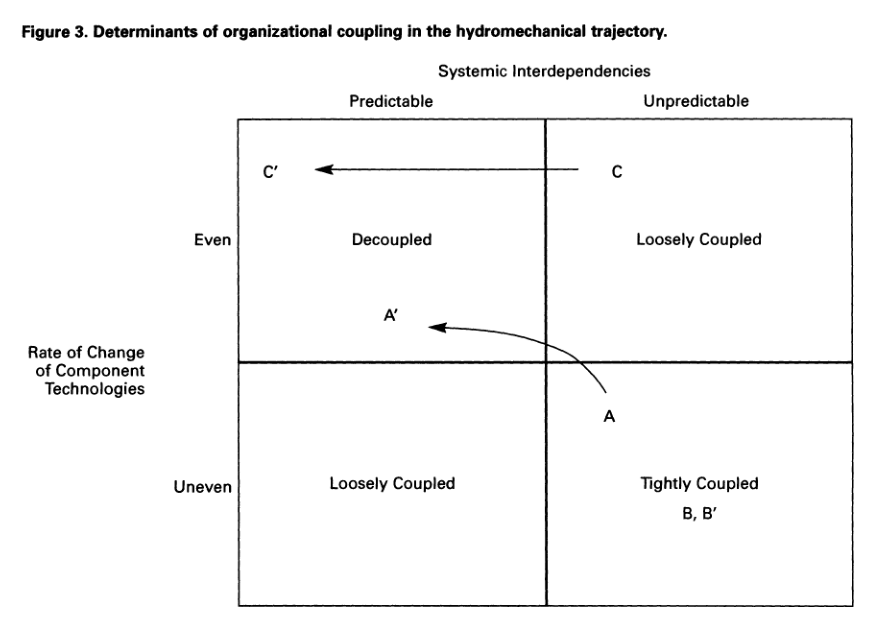 Figure 3. Determinants of organizational coupling in the hydromechanical trajectory.
Systemic Interdependencies
Predictable
Unpredictable
C′
C
Even
Decoupled
Loosely Coupled
A′
Rate of Change
of Component
Technologies
A
Uneven
Loosely Coupled
Tightly Coupled
B, B′